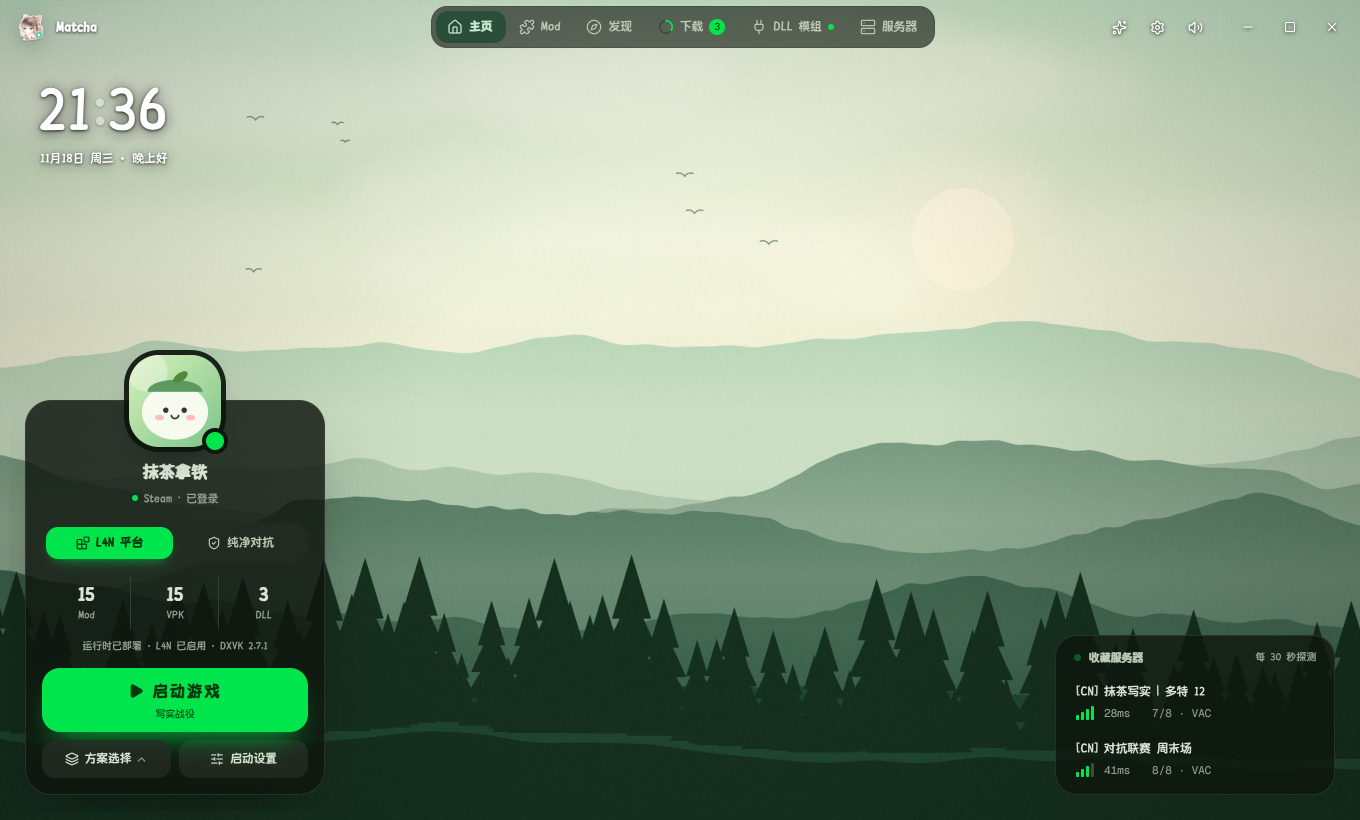 Matcha
主页
Mod
发现
下载 3
DLL 模组
服务器
21:36
11月18日 周三 · 晚上好
抹茶拿铁
Steam · 已登录
L4N 平台
纯净对抗
15
Mod
15
VPK
3
DLL
运行时已部署 · L4N 已启用 · DXVK 2.7.1
启动游戏
写实战役
方案选择
启动设置
收藏服务器
每 30 秒探测
[CN] 抹茶写实 | 多特 12
28ms 7/8 · VAC
[CN] 对抗联赛 周末场
41ms 8/8 · VAC